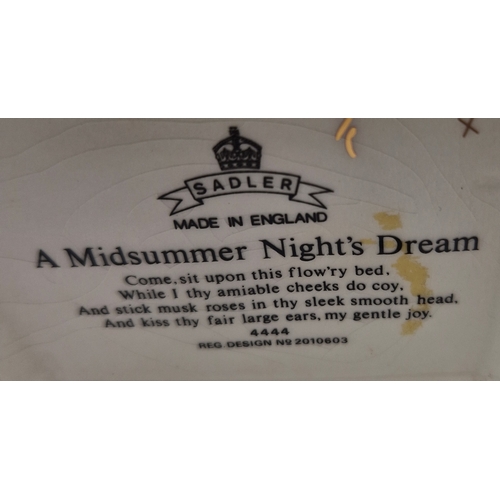 SADLER
MADE IN ENGLAND
A Midsummer Night's Dream
Come, sit upon this flow'ry bed,
While I thy amiable cheeks do coy,
And stick musk roses in thy sleek smooth head,
And kiss thy fair large ears, my gentle joy.
4444
REG. DESIGN Nº 2010603